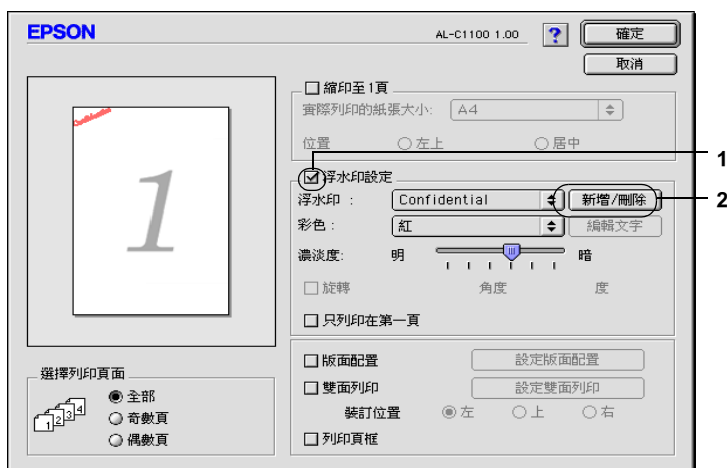 EPSON
AL-C1100 1.00
?
確定
取消
Confidential
1
縮印至1頁
實際列印的紙張大小: A4
位置 左上 居中
1
浮水印設定
浮水印 : Confidential 新增/刪除
2
彩色 : 紅 編輯文字
濃淡度: 明 暗
旋轉 角度 度
只列印在第一頁
版面配置 設定版面配置
雙面列印 設定雙面列印
裝訂位置 左 上 右
列印頁框
選擇列印頁面
1 2 3 4
全部
奇數頁
偶數頁